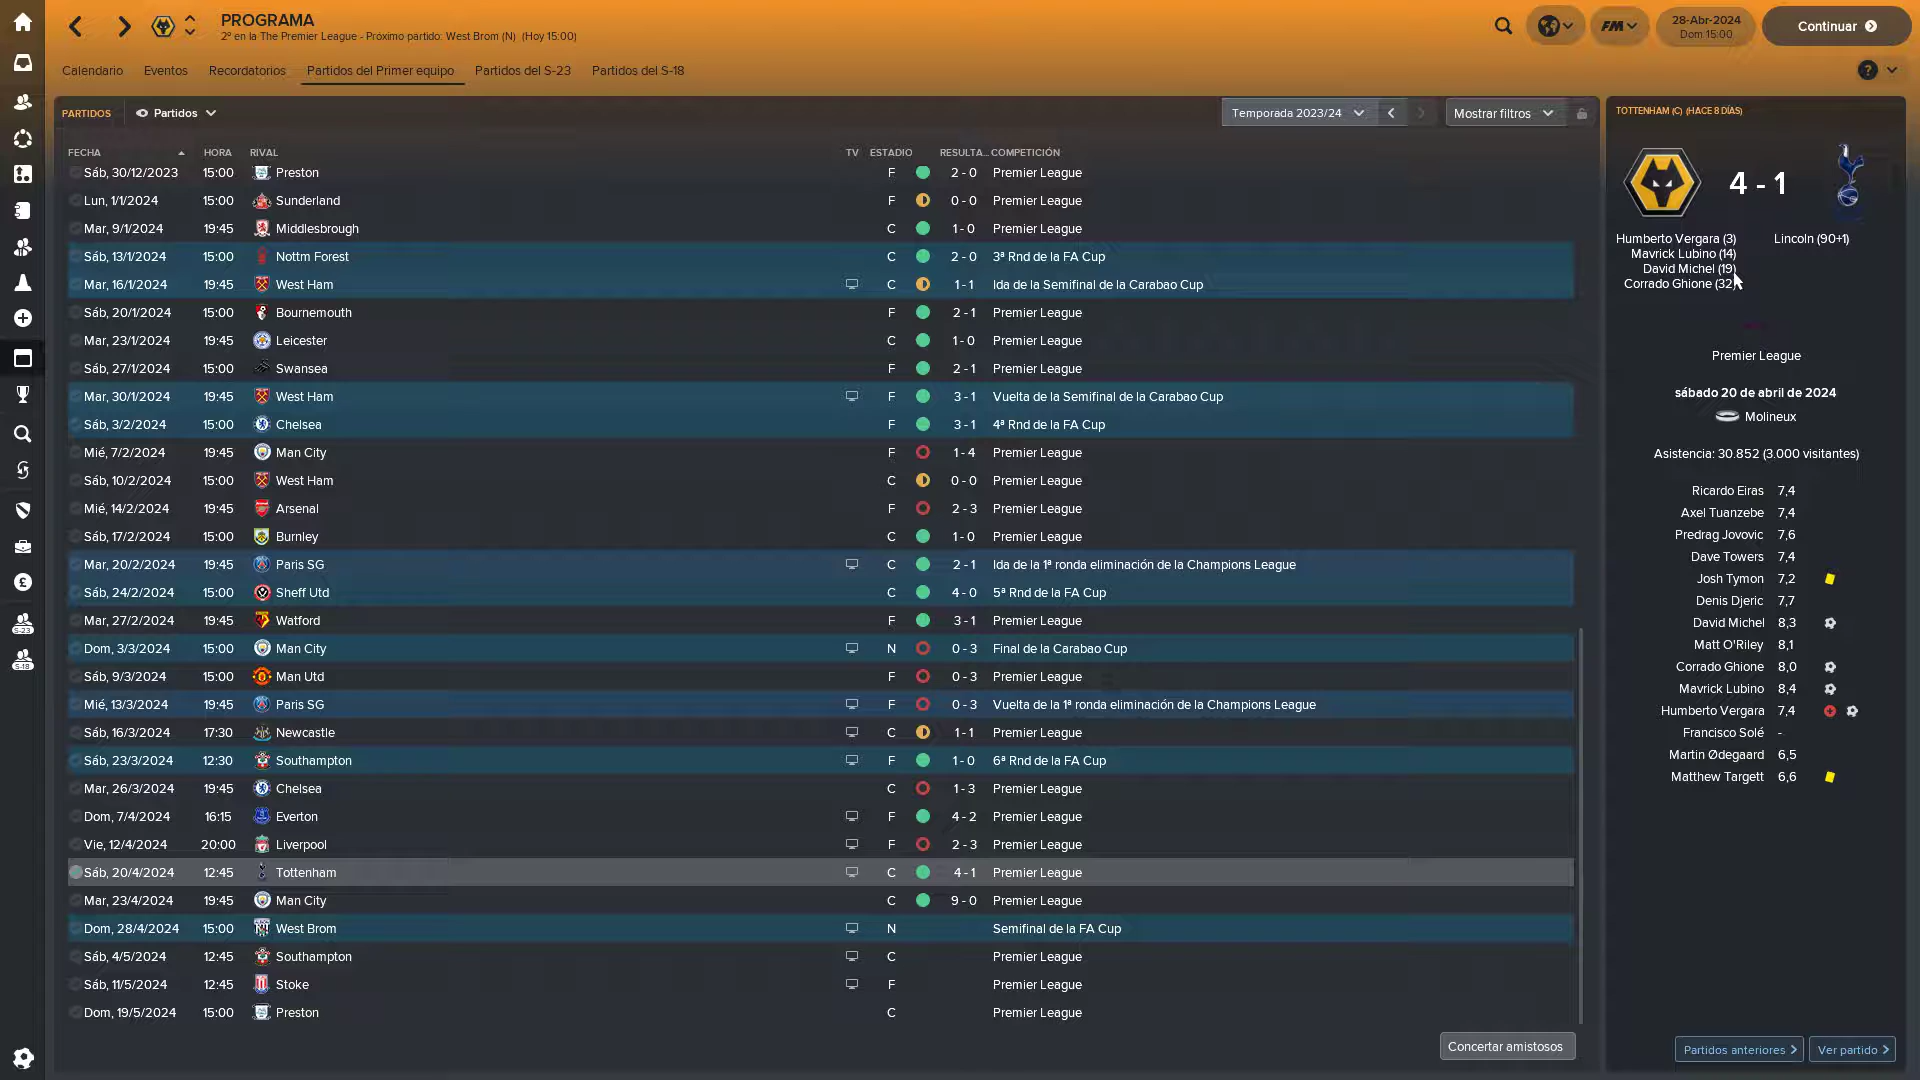 PROGRAMA
2º en la The Premier League - Próximo partido: West Brom (N) (Hoy 15:00)
FM
28-Abr-2024
Dom 15:00
Continuar
Calendario Eventos Recordatorios Partidos del Primer equipo Partidos del S-23 Partidos del S-18
PARTIDOS Partidos Temporada 2023/24 Mostrar filtros
FECHA HORA RIVAL TV ESTADIO RESULTA... COMPETICIÓN
Sáb, 30/12/2023 15:00 Preston F 2 - 0 Premier League
Lun, 1/1/2024 15:00 Sunderland F 0 - 0 Premier League
Mar, 9/1/2024 19:45 Middlesbrough C 1 - 0 Premier League
Sáb, 13/1/2024 15:00 Nottm Forest C 2 - 0 3ª Rnd de la FA Cup
Mar, 16/1/2024 19:45 West Ham C 1 - 1 Ida de la Semifinal de la Carabao Cup
Sáb, 20/1/2024 15:00 Bournemouth F 2 - 1 Premier League
Mar, 23/1/2024 19:45 Leicester C 1 - 0 Premier League
Sáb, 27/1/2024 15:00 Swansea F 2 - 1 Premier League
Mar, 30/1/2024 19:45 West Ham F 3 - 1 Vuelta de la Semifinal de la Carabao Cup
Sáb, 3/2/2024 15:00 Chelsea F 3 - 1 4ª Rnd de la FA Cup
Mié, 7/2/2024 19:45 Man City F 1 - 4 Premier League
Sáb, 10/2/2024 15:00 West Ham C 0 - 0 Premier League
Mié, 14/2/2024 19:45 Arsenal F 2 - 3 Premier League
Sáb, 17/2/2024 15:00 Burnley C 1 - 0 Premier League
Mar, 20/2/2024 19:45 Paris SG C 2 - 1 Ida de la 1ª ronda eliminación de la Champions League
Sáb, 24/2/2024 15:00 Sheff Utd C 4 - 0 5ª Rnd de la FA Cup
Mar, 27/2/2024 19:45 Watford F 3 - 1 Premier League
Dom, 3/3/2024 15:00 Man City N 0 - 3 Final de la Carabao Cup
Sáb, 9/3/2024 15:00 Man Utd F 0 - 3 Premier League
Mié, 13/3/2024 19:45 Paris SG F 0 - 3 Vuelta de la 1ª ronda eliminación de la Champions League
Sáb, 16/3/2024 17:30 Newcastle C 1 - 1 Premier League
Sáb, 23/3/2024 12:30 Southampton F 1 - 0 6ª Rnd de la FA Cup
Mar, 26/3/2024 19:45 Chelsea C 1 - 3 Premier League
Dom, 7/4/2024 16:15 Everton F 4 - 2 Premier League
Vie, 12/4/2024 20:00 Liverpool F 2 - 3 Premier League
Sáb, 20/4/2024 12:45 Tottenham C 4 - 1 Premier League
Mar, 23/4/2024 19:45 Man City C 9 - 0 Premier League
Dom, 28/4/2024 15:00 West Brom N Semifinal de la FA Cup
Sáb, 4/5/2024 12:45 Southampton C Premier League
Sáb, 11/5/2024 12:45 Stoke F Premier League
Dom, 19/5/2024 15:00 Preston C Premier League
Concertar amistosos
S-23
S-18
TOTTENHAM (C) (HACE 8 DÍAS)
4 - 1
Humberto Vergara (3) Lincoln (90+1)
Mavrick Lubino (14)
David Michel (19)
Corrado Ghione (32)
Premier League
sábado 20 de abril de 2024
Molineux
Asistencia: 30.852 (3.000 visitantes)
Ricardo Eiras 7,4
Axel Tuanzebe 7,4
Predrag Jovovic 7,6
Dave Towers 7,4
Josh Tymon 7,2
Denis Djeric 7,7
David Michel 8,3
Matt O'Riley 8,1
Corrado Ghione 8,0
Mavrick Lubino 8,4
Humberto Vergara 7,4
Francisco Solé -
Martin Ødegaard 6,5
Matthew Targett 6,6
Partidos anteriores Ver partido